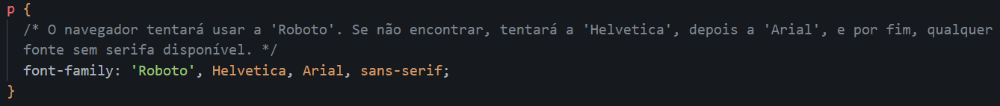 p {
/* O navegador tentará usar a 'Roboto'. Se não encontrar, tentará a 'Helvetica', depois a 'Arial', e por fim, qualquer
fonte sem serifa disponível. */
font-family: 'Roboto', Helvetica, Arial, sans-serif;
}